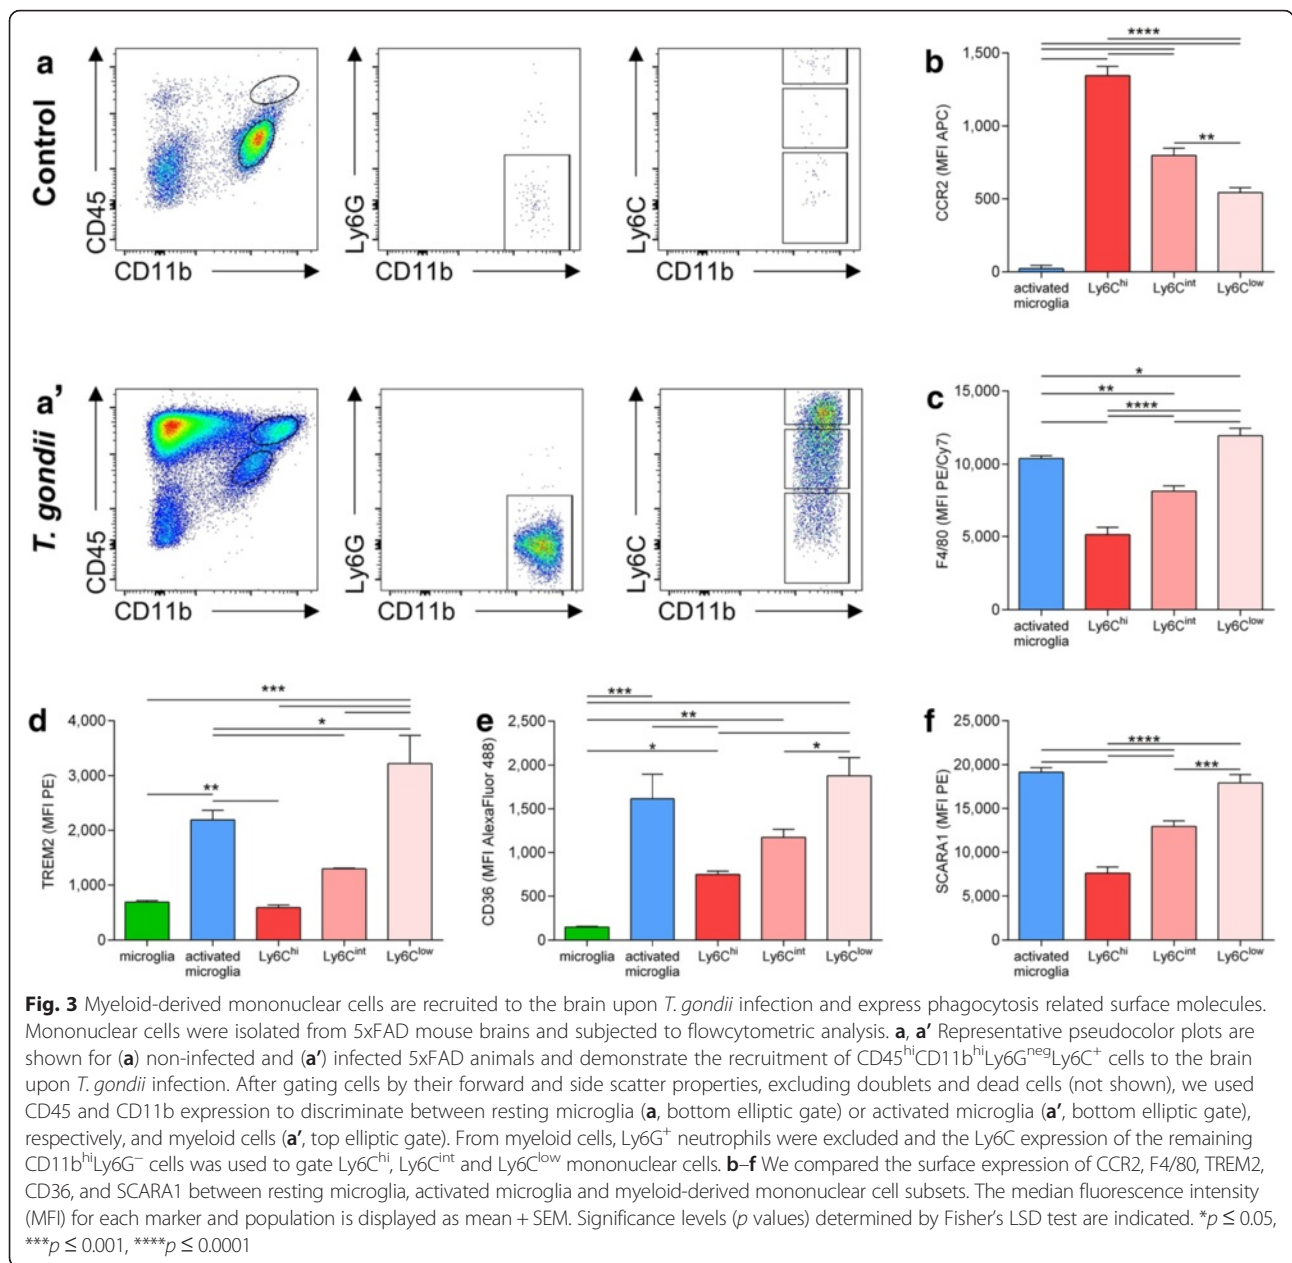 a
Control
CD45
CD11b
Ly6G
CD11b
Ly6C
CD11b
b
****
**
CCR2 (MFI APC)
1,500
1,000
500
0
activated microglia
Ly6Chi
Ly6Cint
Ly6Clow
a’
T. gondii
CD45
CD11b
Ly6G
CD11b
Ly6C
CD11b
c
*
**
****
F4/80 (MFI PE/Cy7)
15,000
10,000
5,000
0
activated microglia
Ly6Chi
Ly6Cint
Ly6Clow
d
***
*
**
TREM2 (MFI PE)
4,000
3,000
2,000
1,000
0
microglia
activated microglia
Ly6Chi
Ly6Cint
Ly6Clow
e
***
**
*
*
CD36 (MFI AlexaFluor 488)
2,500
2,000
1,500
1,000
500
0
microglia
activated microglia
Ly6Chi
Ly6Cint
Ly6Clow
f
****
***
SCARA1 (MFI PE)
25,000
20,000
15,000
10,000
5,000
0
activated microglia
Ly6Chi
Ly6Cint
Ly6Clow
Fig. 3 Myeloid-derived mononuclear cells are recruited to the brain upon T. gondii infection and express phagocytosis related surface molecules.
Mononuclear cells were isolated from 5xFAD mouse brains and subjected to flowcytometric analysis. a, a’ Representative pseudocolor plots are
shown for (a) non-infected and (a’) infected 5xFAD animals and demonstrate the recruitment of CD45hiCD11bhiLy6GnegLy6C+ cells to the brain
upon T. gondii infection. After gating cells by their forward and side scatter properties, excluding doublets and dead cells (not shown), we used
CD45 and CD11b expression to discriminate between resting microglia (a, bottom elliptic gate) or activated microglia (a’, bottom elliptic gate),
respectively, and myeloid cells (a’, top elliptic gate). From myeloid cells, Ly6G+ neutrophils were excluded and the Ly6C expression of the remaining
CD11bhiLy6G− cells was used to gate Ly6Chi, Ly6Cint and Ly6Clow mononuclear cells. b–f We compared the surface expression of CCR2, F4/80, TREM2,
CD36, and SCARA1 between resting microglia, activated microglia and myeloid-derived mononuclear cell subsets. The median fluorescence intensity
(MFI) for each marker and population is displayed as mean + SEM. Significance levels (p values) determined by Fisher’s LSD test are indicated. *p ≤ 0.05,
***p ≤ 0.001, ****p ≤ 0.0001